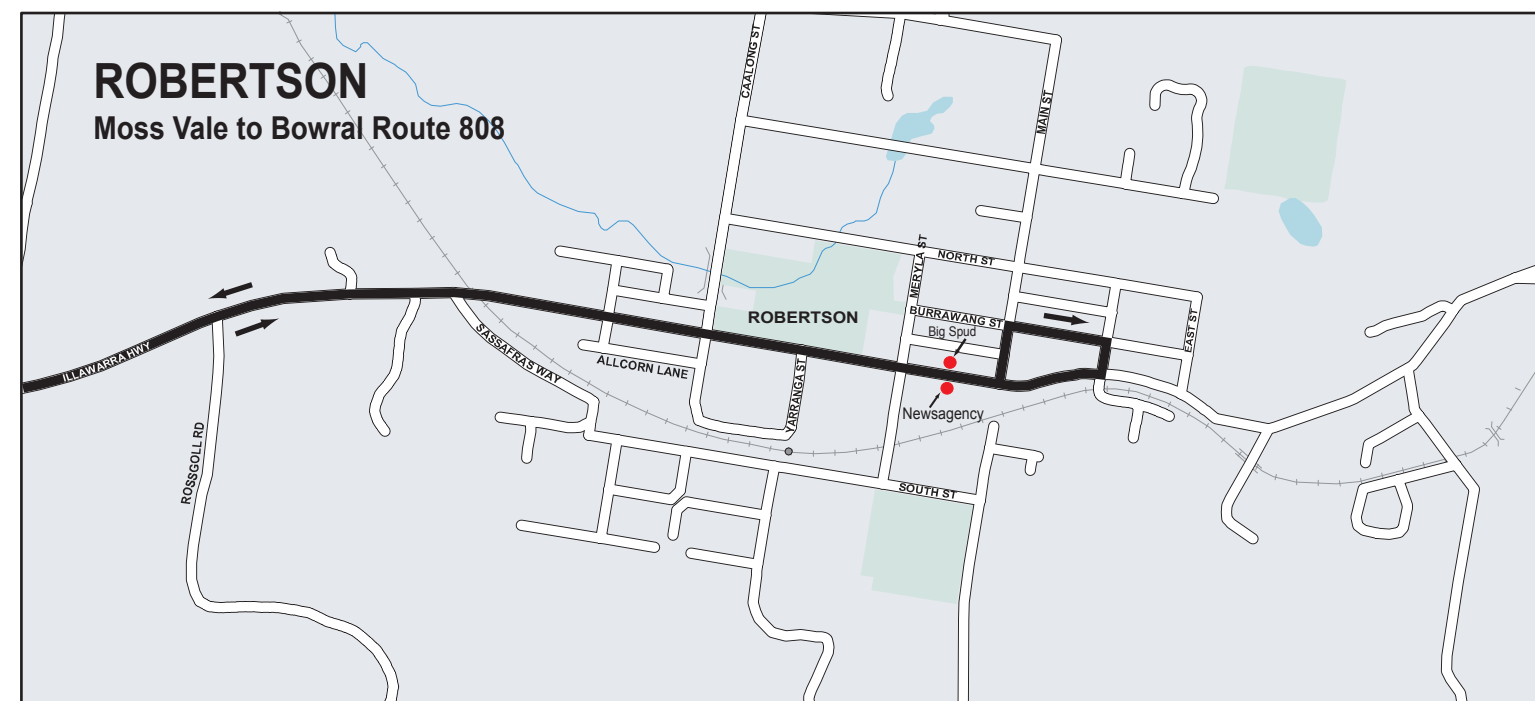 ROBERTSON
Moss Vale to Bowral Route 808
CAALONG ST
MAIN ST
MERYLA ST
NORTH ST
BURRAWANG ST
ROBERTSON
Big Spud
EAST ST
ILLAWARRA HWY
SASSAFRAS WAY
ALLCORN LANE
YARRANGA ST
Newsagency
ROSSGOLL RD
SOUTH ST